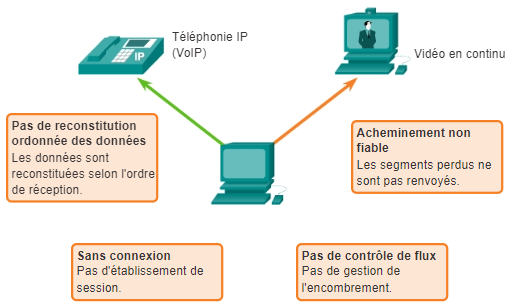 Téléphonie IP
(VoIP)
IP
Vidéo en continu
Pas de reconstitution
ordonnée des données
Les données sont
reconstituées selon l'ordre
de réception.
Acheminement non
fiable
Les segments perdus ne
sont pas renvoyés.
Sans connexion
Pas d'établissement de
session.
Pas de contrôle de flux
Pas de gestion de
l'encombrement.